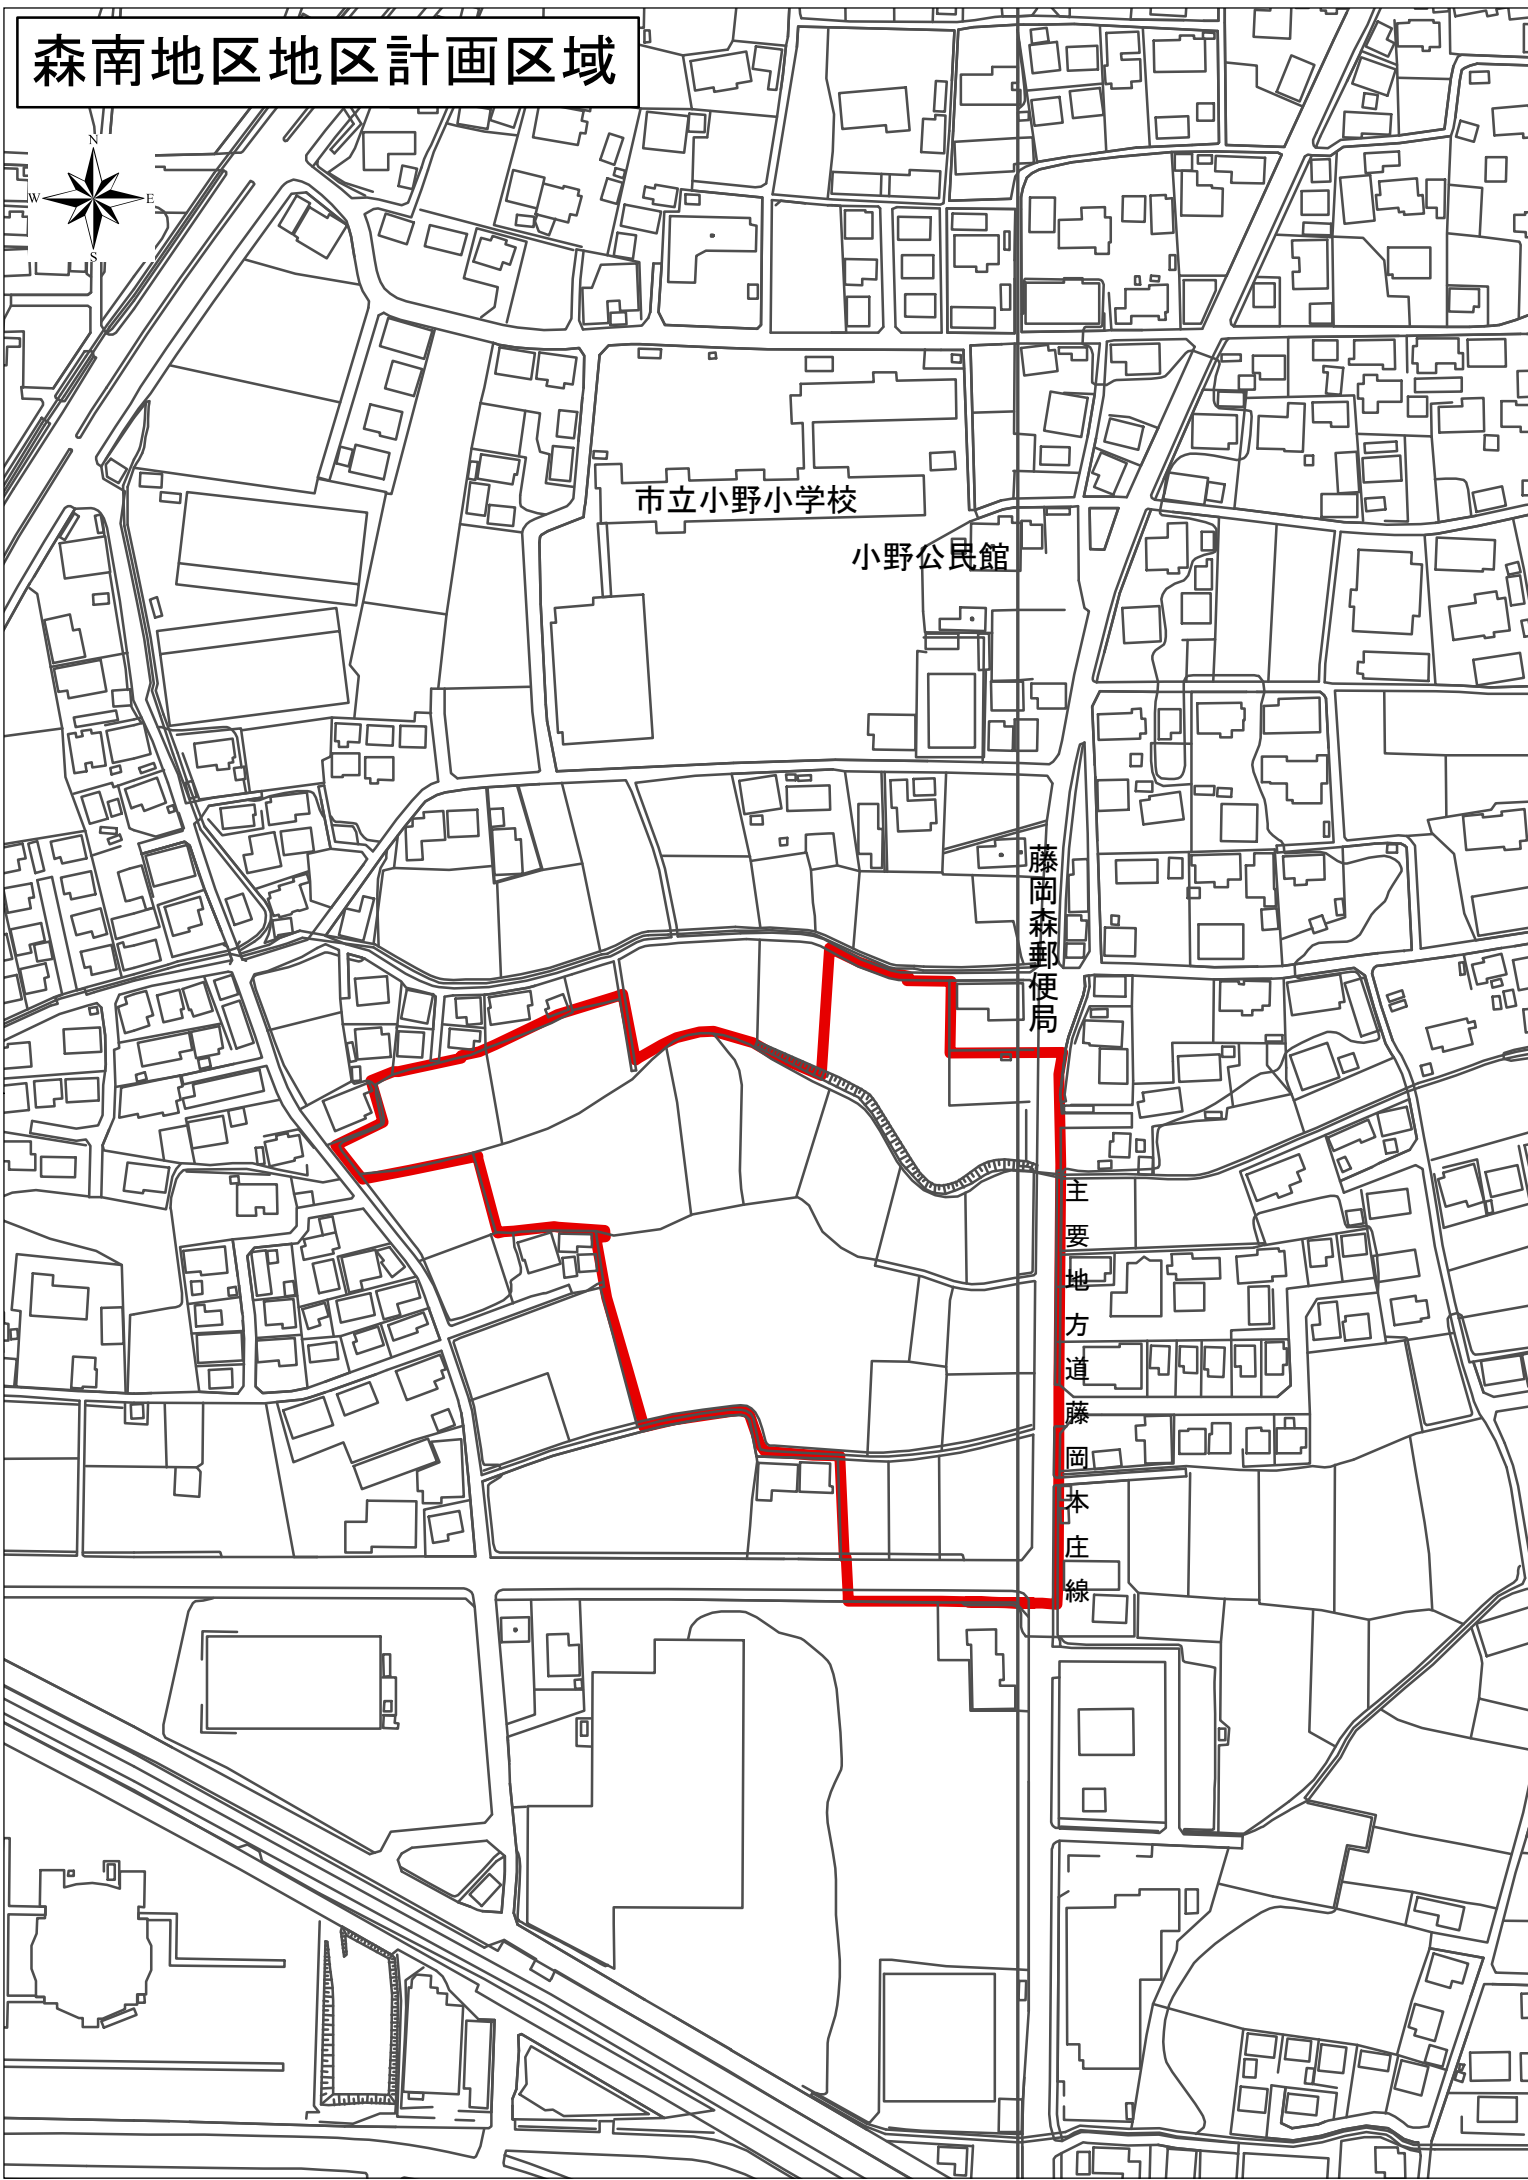 森南地区地区計画区域
N
W
E
S
市立小野小学校
小野公民館
藤岡森郵便局
主要地方道藤岡本庄線